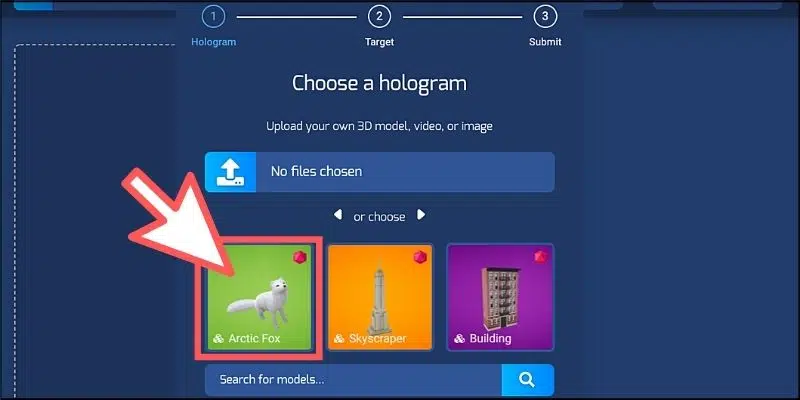 1 2 3
Hologram Target Submit
Choose a hologram
Upload your own 3D model, video, or image
No files chosen
or choose
Arctic Fox Skyscraper Building
Search for models...